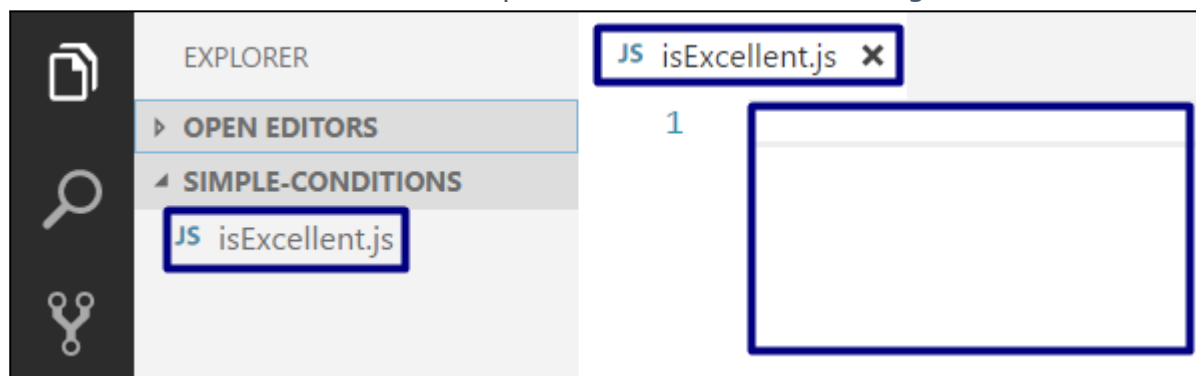 EXPLORER
OPEN EDITORS
SIMPLE-CONDITIONS
JS isExcellent.js
JS isExcellent.js ×
1